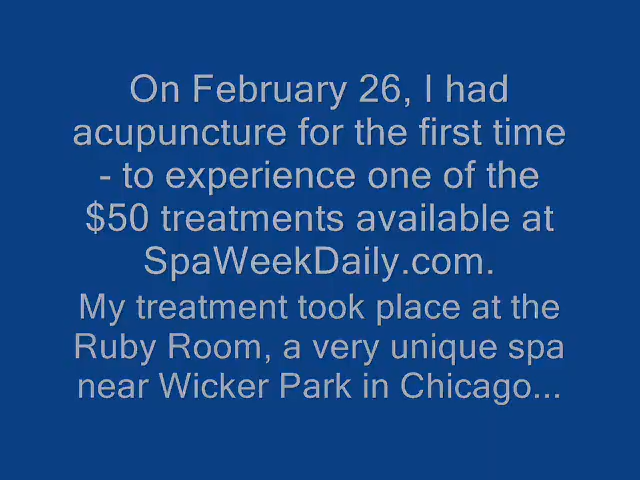 On February 26, I had
acupuncture for the first time
- to experience one of the
$50 treatments available at
SpaWeekDaily.com.
My treatment took place at the
Ruby Room, a very unique spa
near Wicker Park in Chicago...